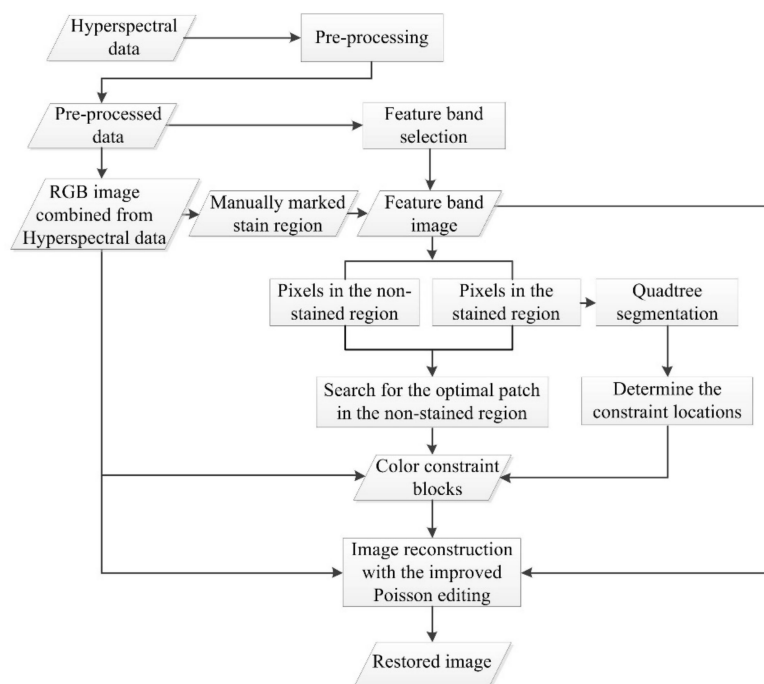 Hyperspectral
data
Pre-processing
Pre-processed
data
Feature band
selection
RGB image
combined from
Hyperspectral data
Manually marked
stain region
Feature band
image
Pixels in the non-
stained region
Pixels in the
stained region
Quadtree
segmentation
Search for the optimal patch
in the non-stained region
Determine the
constraint locations
Color constraint
blocks
Image reconstruction
with the improved
Poisson editing
Restored image